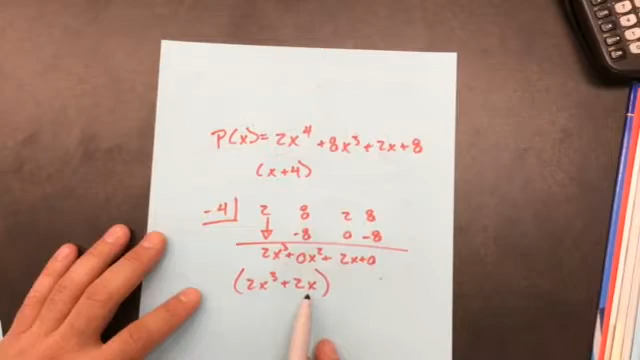 P(x)= 2x⁴ +8x³ +2x+8
(x+4)
-4| 2 8 2 8
-8 0 -8
2x³+0x²+ 2x+0
(2x³+2x)